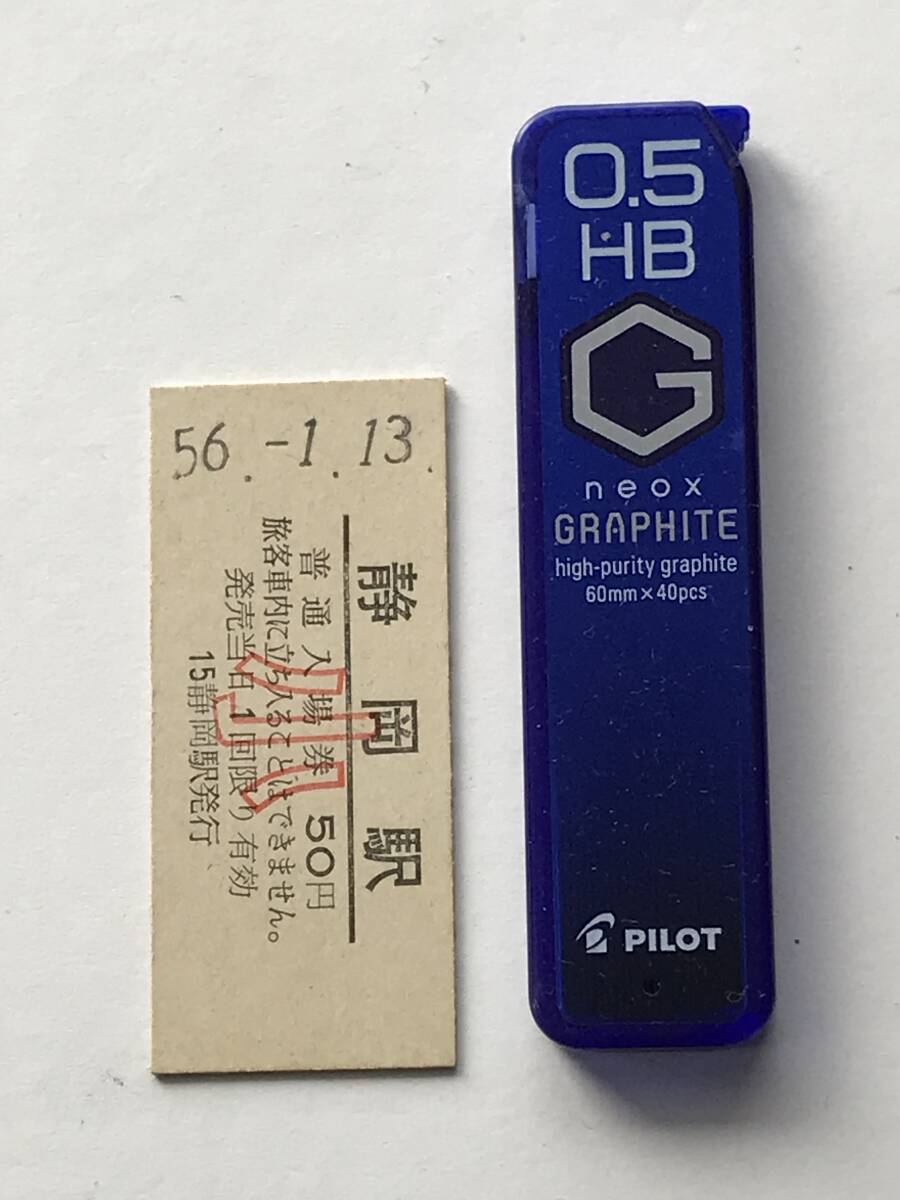 56.-1.13.
静岡駅
普通入場券 50円
旅客車内に立ち入ることはできません。
発売当日1回限り有効
15静岡駅発行
小
0.5
HB
G
neox
GRAPHITE
high-purity graphite
60mm×40pcs
PILOT